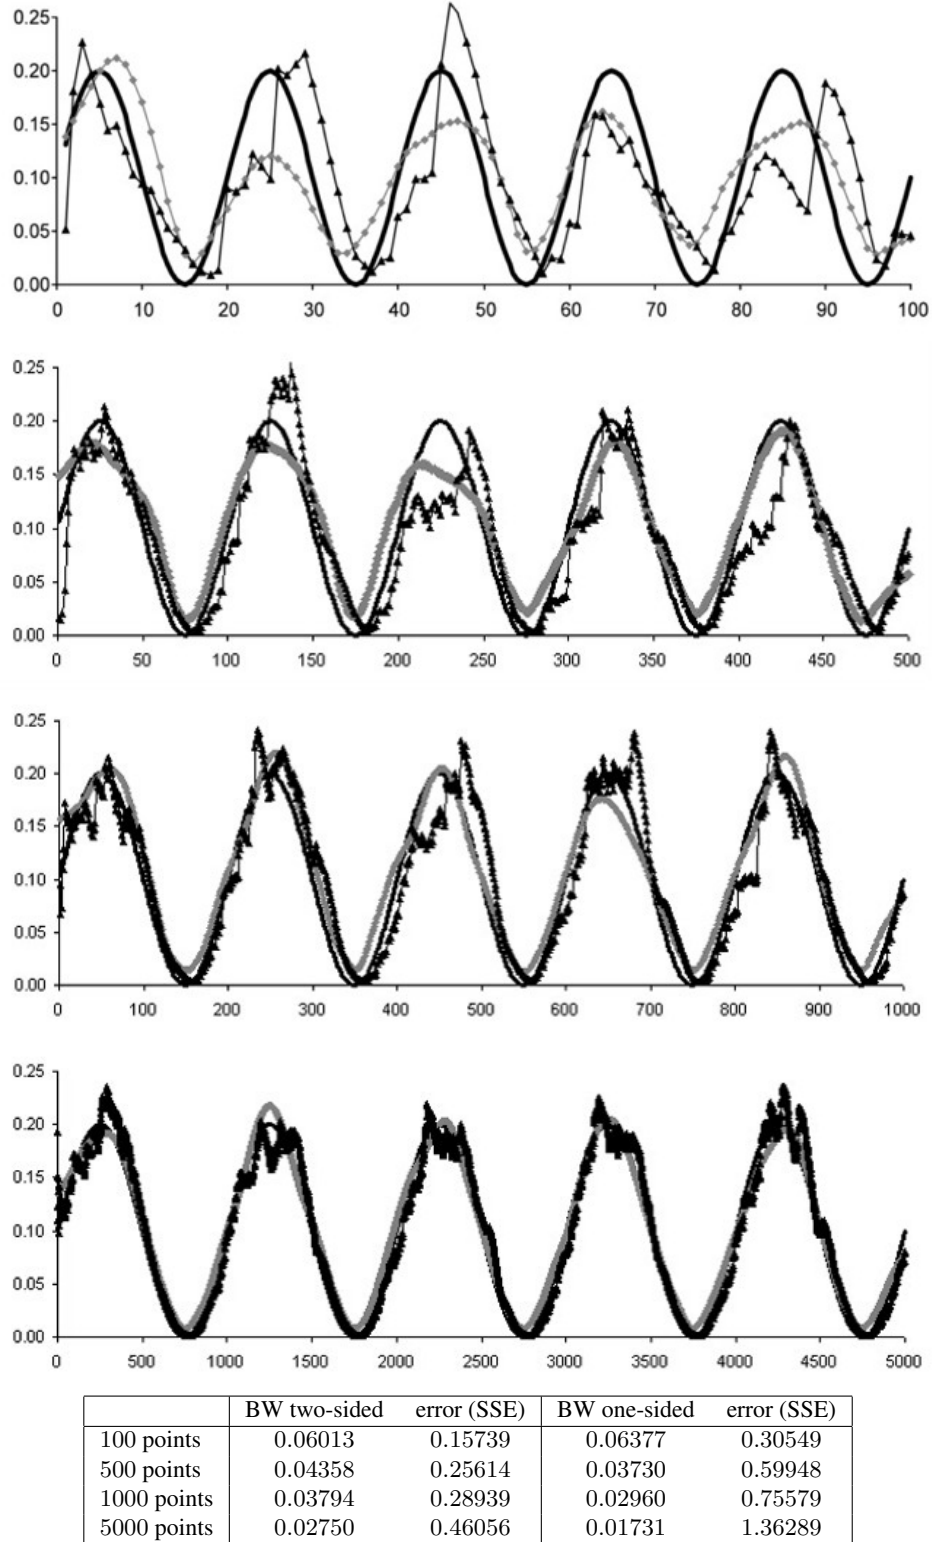 0.25
0.20
0.15
0.10
0.05
0.00
0 10 20 30 40 50 60 70 80 90 100
0.25
0.20
0.15
0.10
0.05
0.00
0 50 100 150 200 250 300 350 400 450 500
0.25
0.20
0.15
0.10
0.05
0.00
0 100 200 300 400 500 600 700 800 900 1000
0.25
0.20
0.15
0.10
0.05
0.00
0 500 1000 1500 2000 2500 3000 3500 4000 4500 5000
BW two-sided error (SSE) BW one-sided error (SSE)
100 points 0.06013 0.15739 0.06377 0.30549
500 points 0.04358 0.25614 0.03730 0.59948
1000 points 0.03794 0.28939 0.02960 0.75579
5000 points 0.02750 0.46056 0.01731 1.36289